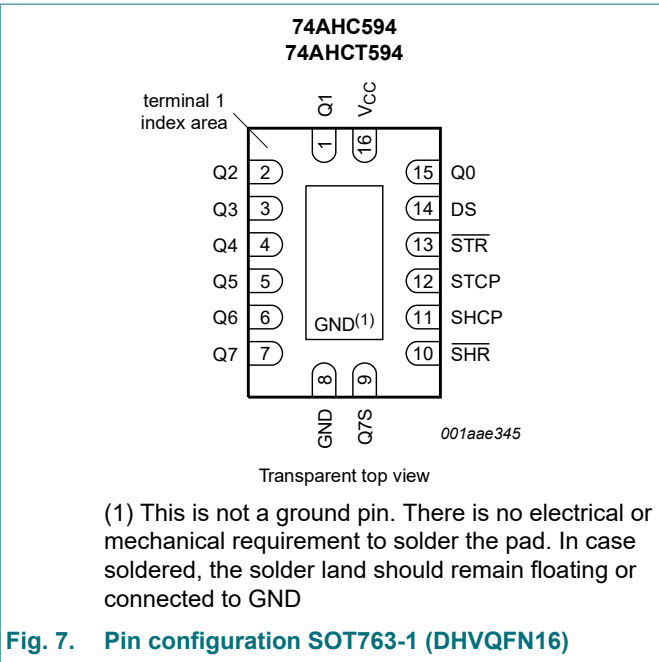 74AHC594
74AHCT594
terminal 1
index area
Q1
VCC
1
16
Q2 2
15 Q0
Q3 3
14 DS
Q4 4
13 STR
Q5 5
12 STCP
Q6 6
11 SHCP
Q7 7
10 SHR
GND(1)
8
9
GND
Q7S
001aae345
Transparent top view
(1) This is not a ground pin. There is no electrical or
mechanical requirement to solder the pad. In case
soldered, the solder land should remain floating or
connected to GND
Fig. 7. Pin configuration SOT763-1 (DHVQFN16)